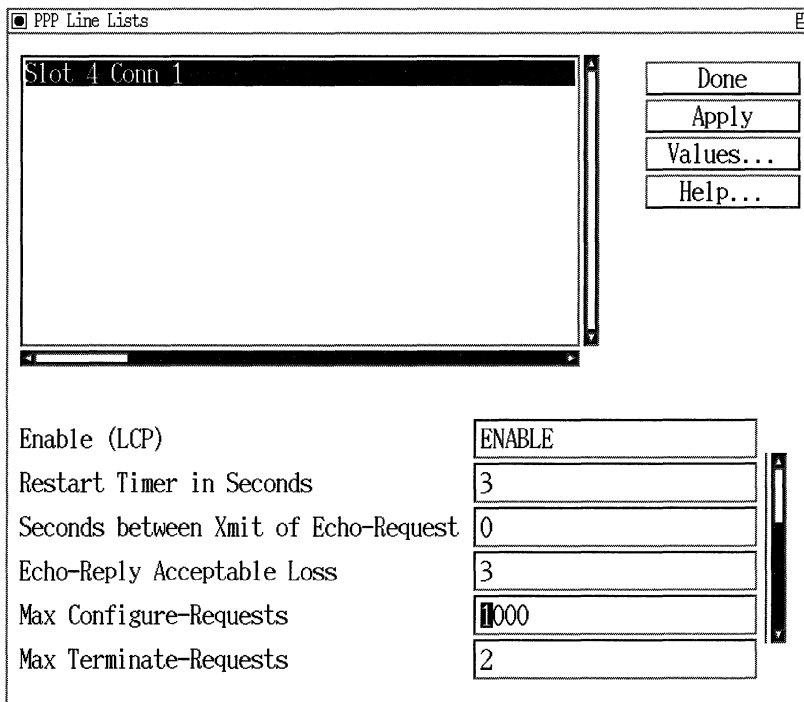 PPP Line Lists
Slot 4 Conn 1
Done
Apply
Values...
Help...
Enable (LCP) ENABLE
Restart Timer in Seconds 3
Seconds between Xmit of Echo-Request 0
Echo-Reply Acceptable Loss 3
Max Configure-Requests 1000
Max Terminate-Requests 2